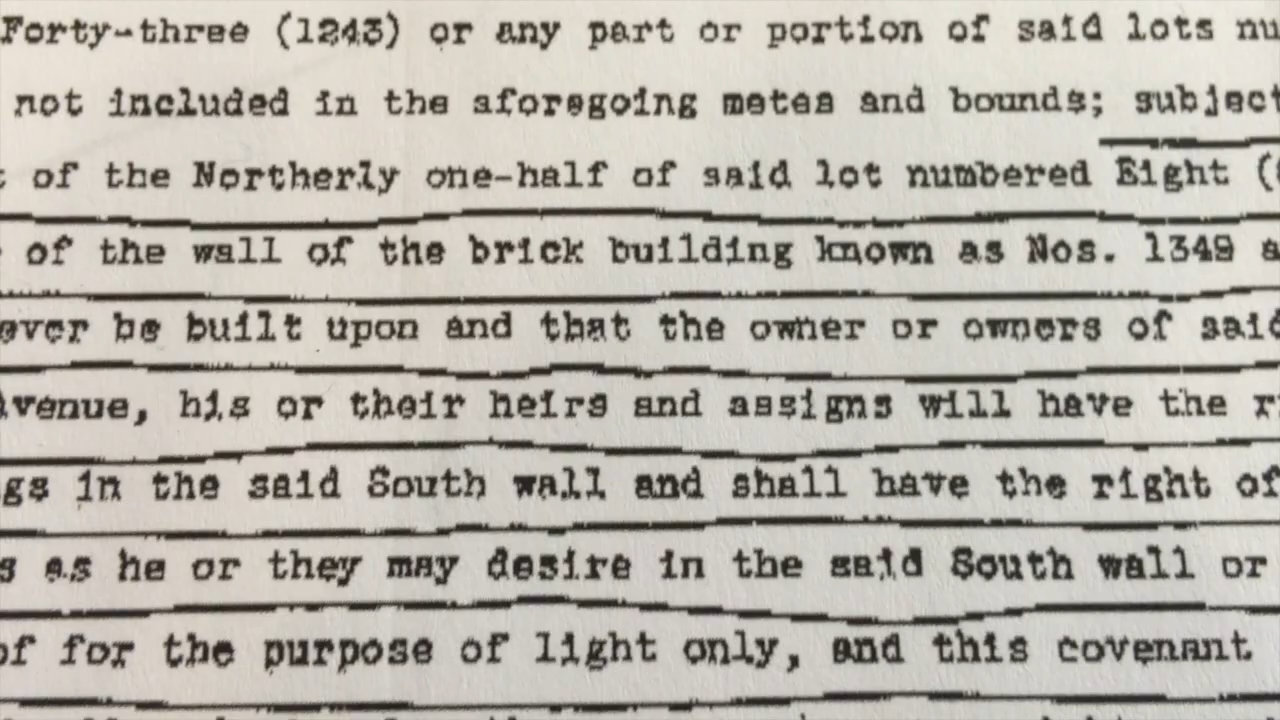 Forty-three (1243) or any part or portion of said lots nu
not included in the aforegoing metes and bounds; subject
of the Northerly one-half of said lot numbered Eight (
of the wall of the brick building known as Nos. 1349
ever be built upon and that the owner or owners of said
Avenue, his or their heirs and assigns will have the r
gs in the said South wall and shall have the right of
s as he or they may desire in the said South wall or
of for the purpose of light only, and this covenant